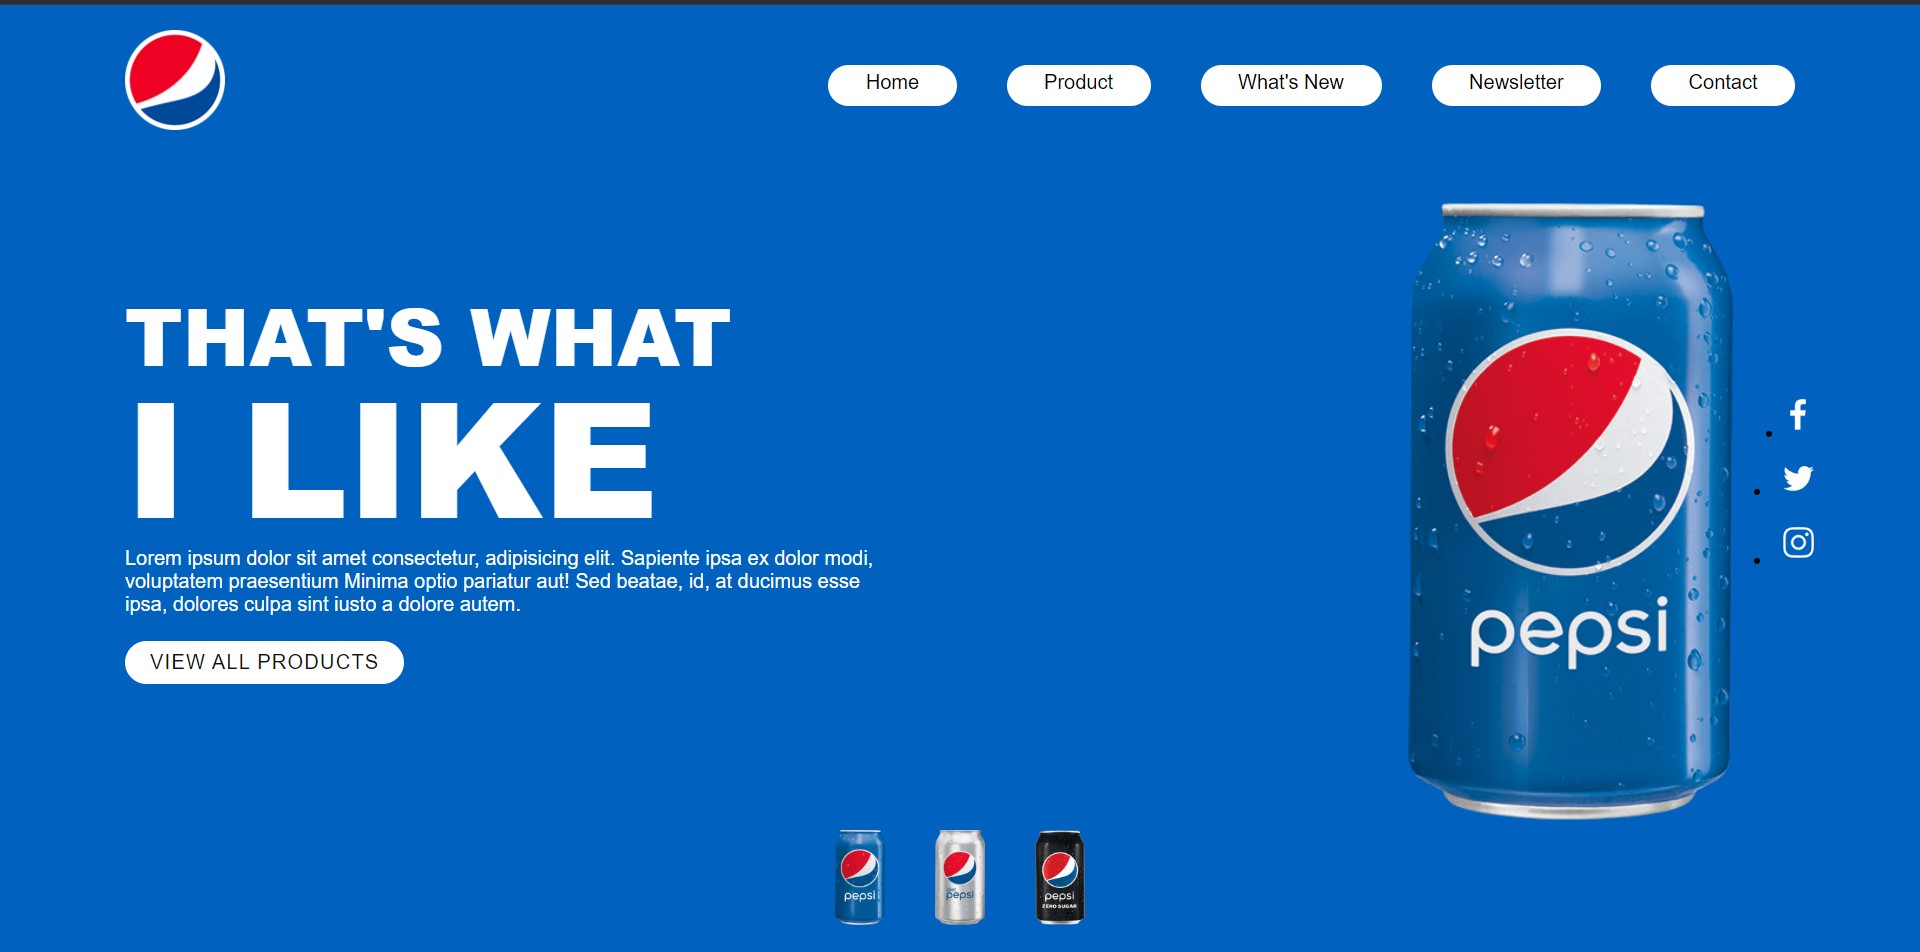 Home
Product
What's New
Newsletter
Contact
THAT'S WHAT
I LIKE
Lorem ipsum dolor sit amet consectetur, adipisicing elit. Sapiente ipsa ex dolor modi,
voluptatem praesentium Minima optio pariatur aut! Sed beatae, id, at ducimus esse
ipsa, dolores culpa sint iusto a dolore autem.
VIEW ALL PRODUCTS
pepsi
pepsi
diet
pepsi
pepsi
ZERO SUGAR